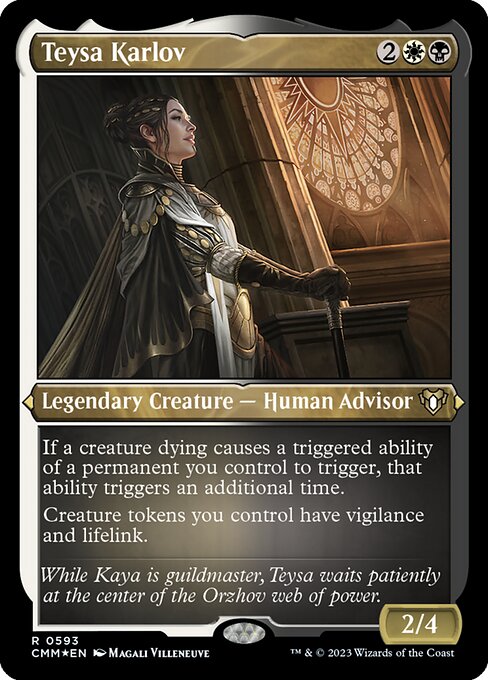 Teysa Karlov 2
Legendary Creature — Human Advisor
If a creature dying causes a triggered ability
of a permanent you control to trigger, that
ability triggers an additional time.
Creature tokens you control have vigilance
and lifelink.
While Kaya is guildmaster, Teysa waits patiently
at the center of the Orzhov web of power.
2/4
R 0593
CMM★EN Magali Villeneuve ™ & © 2023 Wizards of the Coast